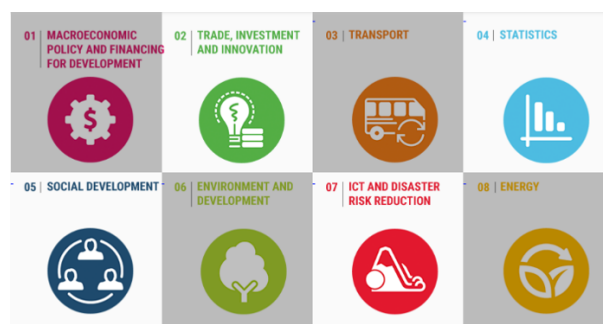 01 | MACROECONOMIC
POLICY AND FINANCING
FOR DEVELOPMENT
02 | TRADE, INVESTMENT
AND INNOVATION
03 | TRANSPORT
04 | STATISTICS
$
05 | SOCIAL DEVELOPMENT
06 | ENVIRONMENT AND
DEVELOPMENT
07 | ICT AND DISASTER
RISK REDUCTION
08 | ENERGY